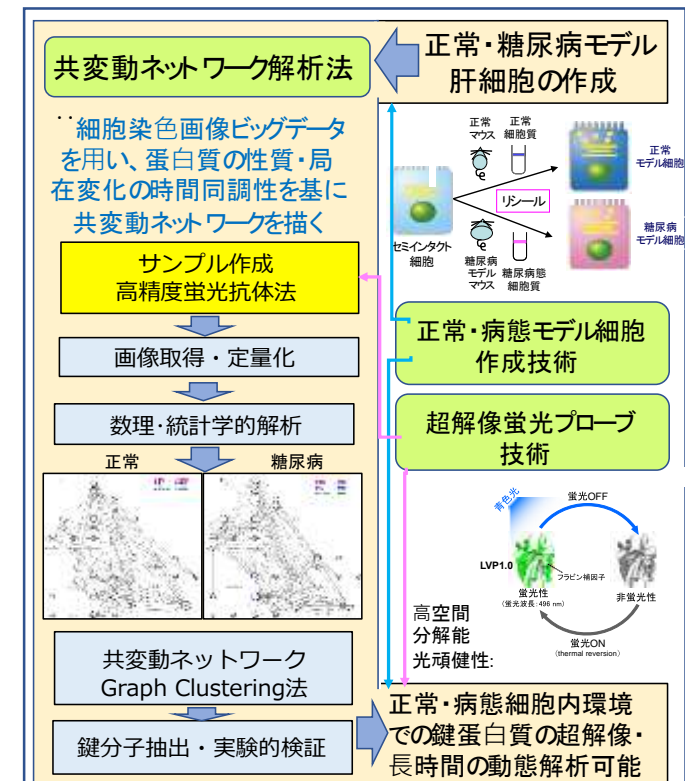 共変動ネットワーク解析法
‥細胞染色画像ビッグデータ
を用い、蛋白質の性質・局
在変化の時間同調性を基に
共変動ネットワークを描く
サンプル作成
高精度蛍光抗体法
画像取得・定量化
数理・統計学的解析
正常
糖尿病
共変動ネットワーク
Graph Clustering法
鍵分子抽出・実験的検証
正常・糖尿病モデル
肝細胞の作成
正常
マウス
正常
細胞質
正常
モデル細胞
リシール
セミインタクト
細胞
糖尿病
モデル
マウス
糖尿病態
細胞質
糖尿病
モデル細胞
正常・病態モデル細胞
作成技術
超解像蛍光プローブ
技術
青色光
蛍光OFF
LVP1.0
フラビン補因子
蛍光性
(蛍光波長: 496 nm)
非蛍光性
蛍光ON
(thermal reversion)
高空間
分解能
光頑健性:
正常・病態細胞内環境
での鍵蛋白質の超解像・
長時間の動態解析可能